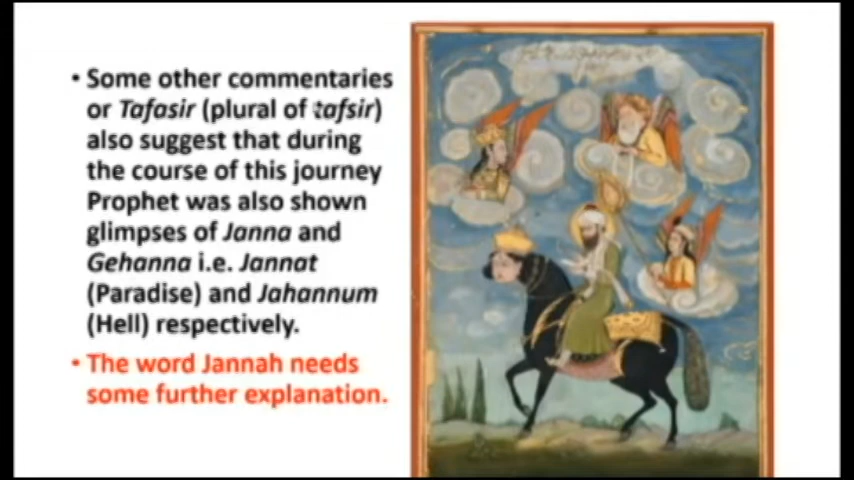 • Some other commentaries
or Tafasir (plural of tafsir)
also suggest that during
the course of this journey
Prophet was also shown
glimpses of Janna and
Gehanna i.e. Jannat
(Paradise) and Jahannum
(Hell) respectively.
• The word Jannah needs
some further explanation.